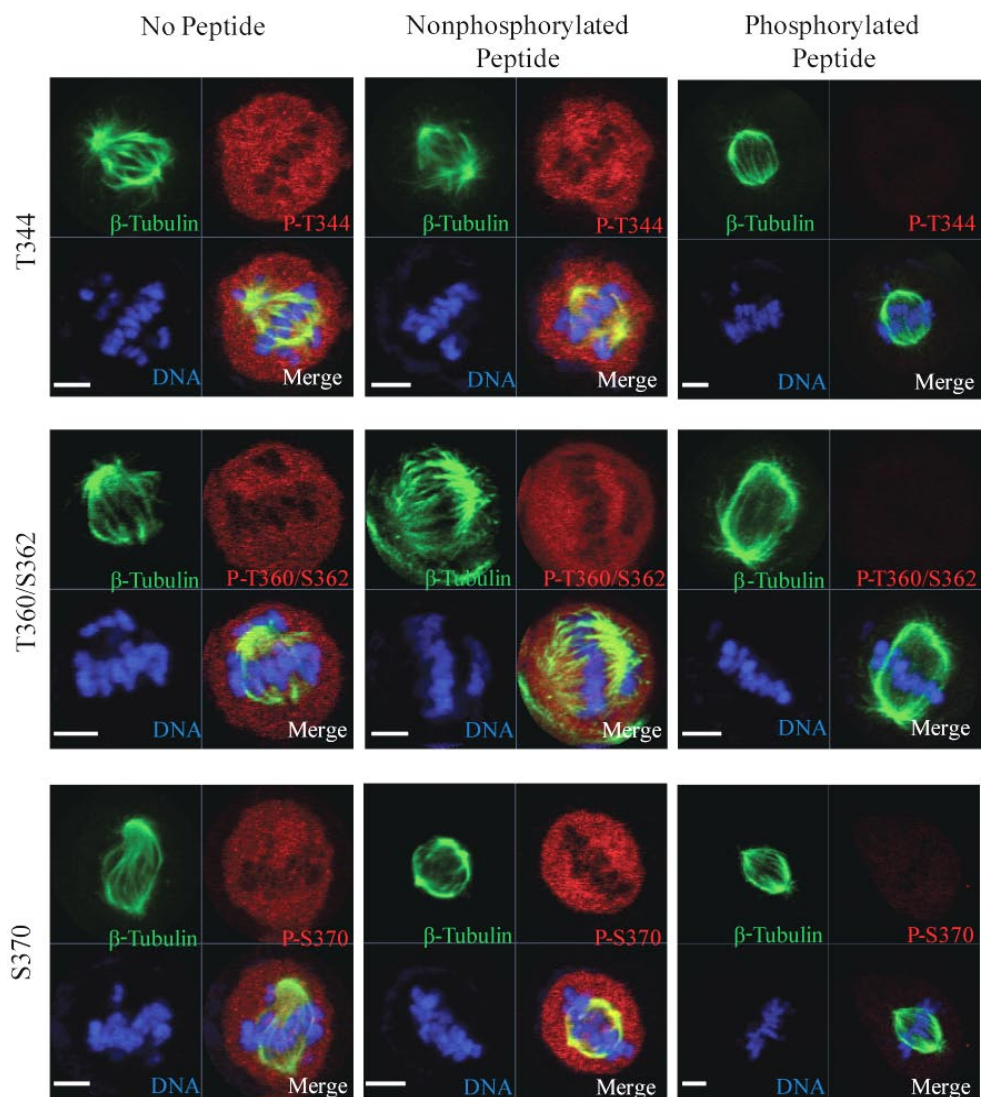 No Peptide
Nonphosphorylated
Peptide
Phosphorylated
Peptide
T344
β-Tubulin
P-T344
DNA
Merge
β-Tubulin
P-T344
DNA
Merge
β-Tubulin
P-T344
DNA
Merge
T360/S362
β-Tubulin
P-T360/S362
DNA
Merge
β-Tubulin
P-T360/S362
DNA
Merge
β-Tubulin
P-T360/S362
DNA
Merge
S370
β-Tubulin
P-S370
DNA
Merge
β-Tubulin
P-S370
DNA
Merge
β-Tubulin
P-S370
DNA
Merge